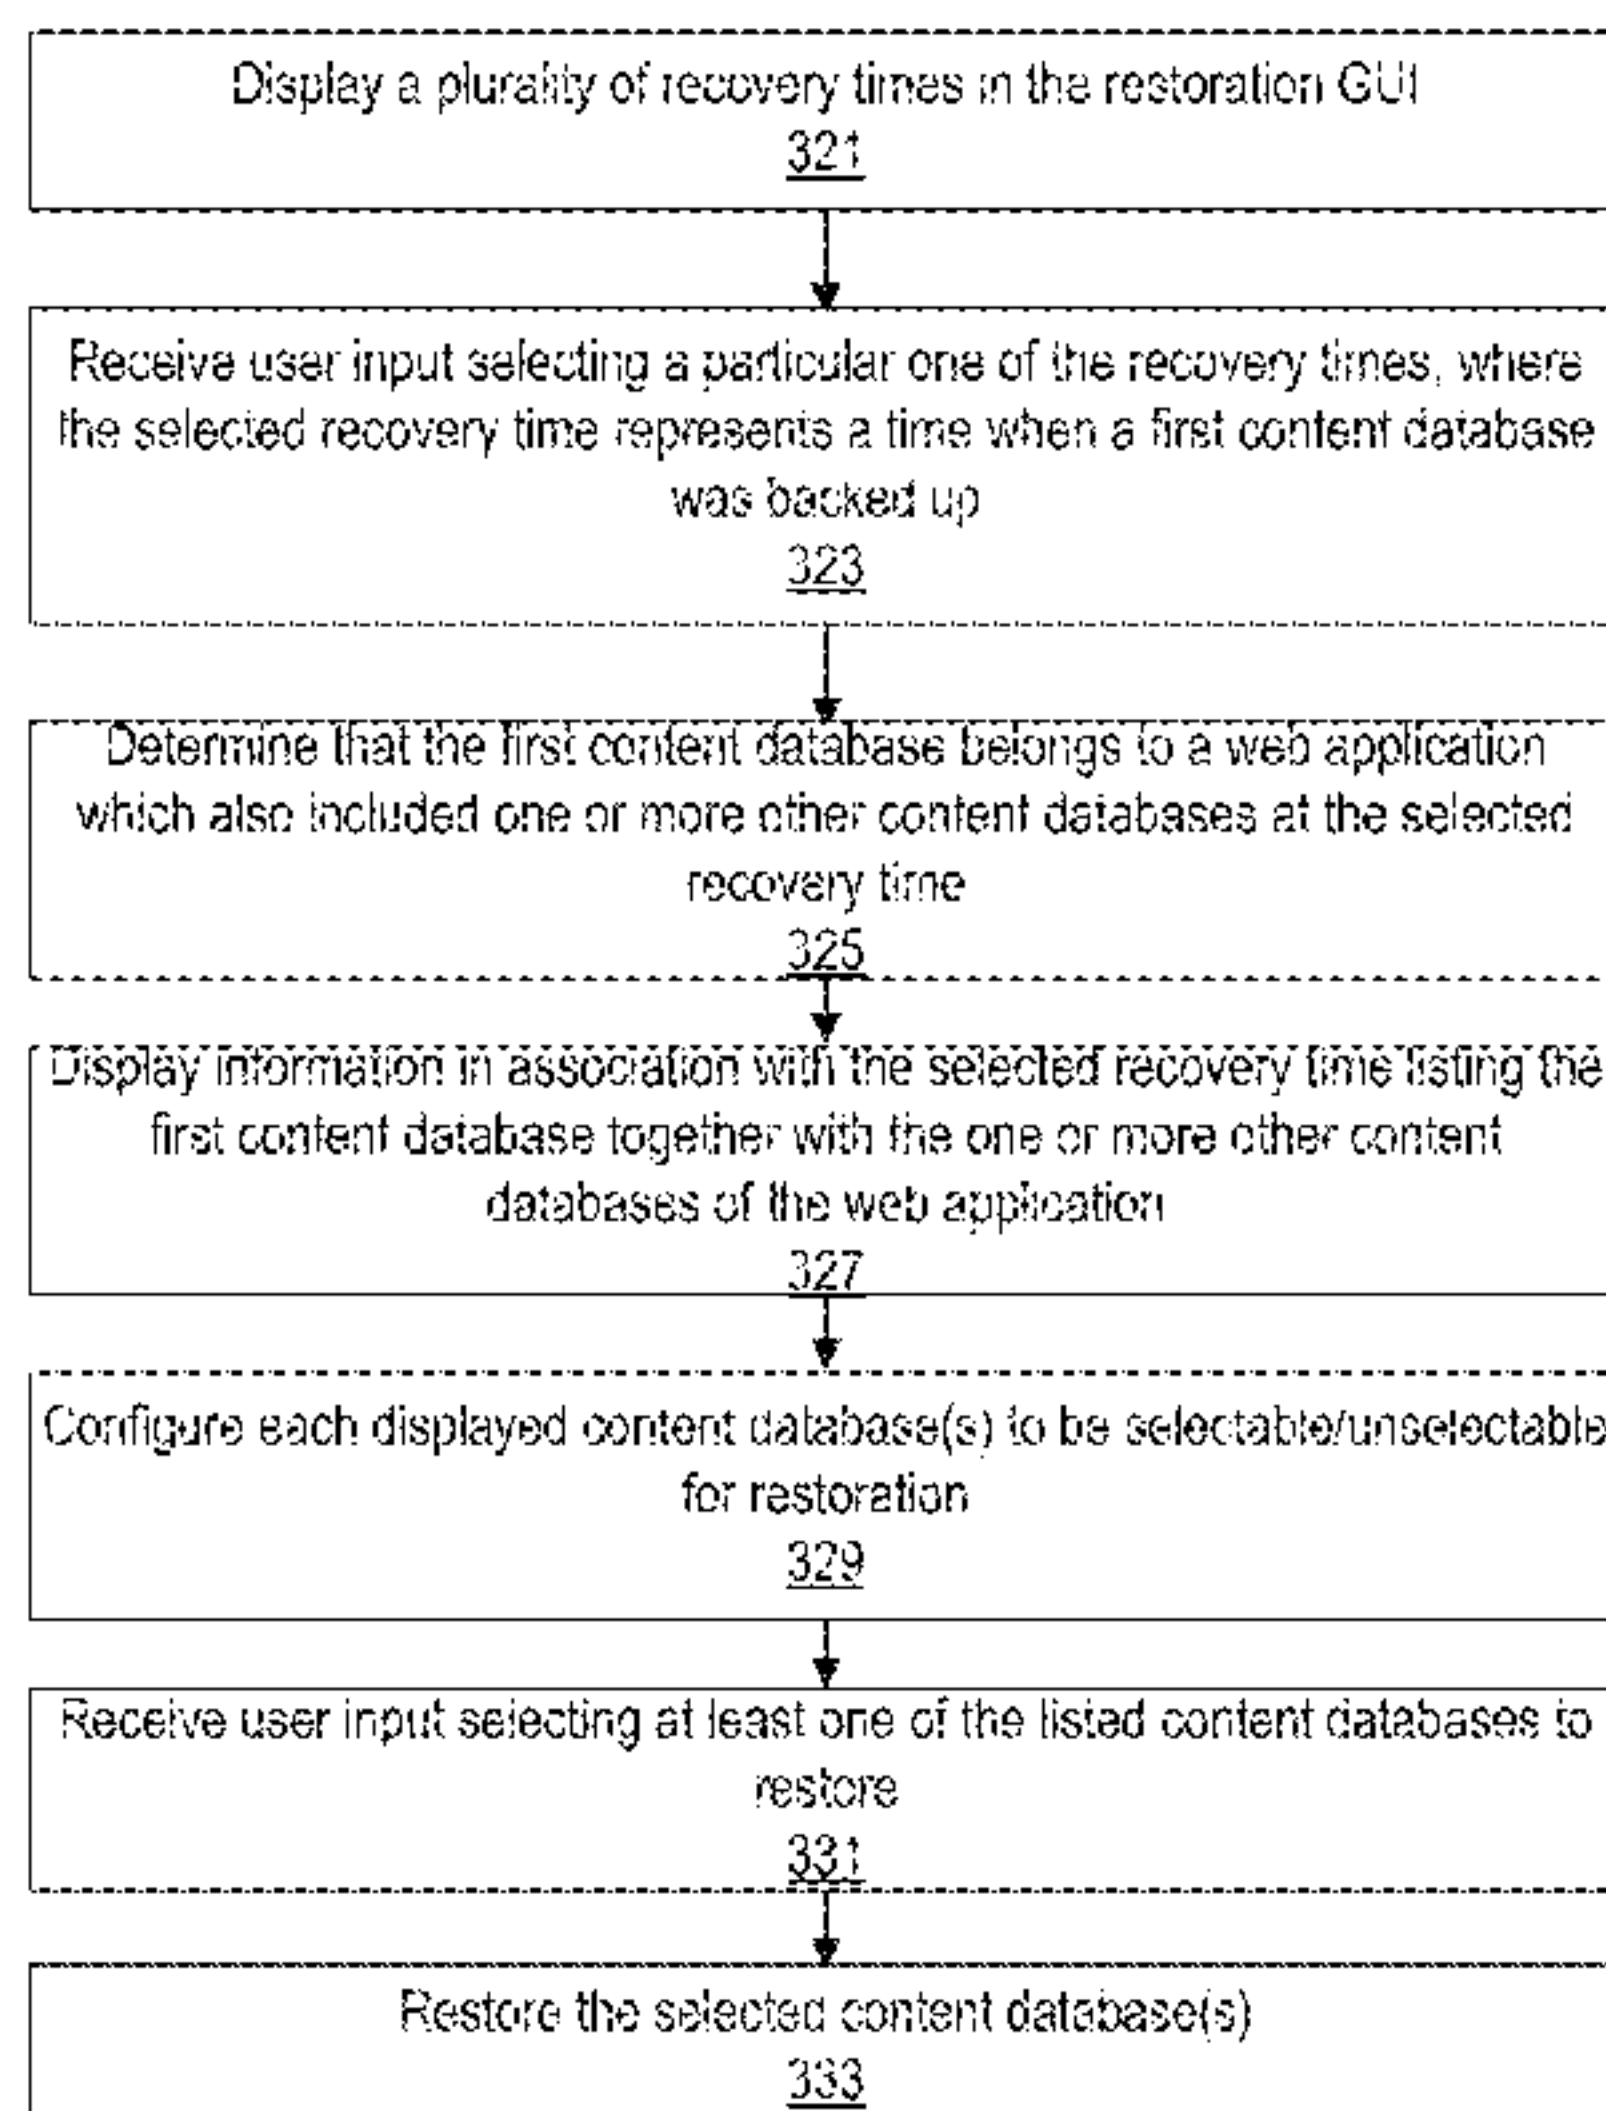 Display a plurality of recovery times in the restoration GUI
321
Receive user input selecting a particular one of the recovery times, where
the selected recovery time represents a time when a first content database
was backed up
323
Determine that the first content database belongs to a web application
which also included one or more other content databases at the selected
recovery time
325
Display information in association with the selected recovery time listing the
first content database together with the one or more other content
databases of the web application
327
Configure each displayed content database(s) to be selectable/unselectable
for restoration
329
Receive user input selecting at least one of the listed content databases to
restore
331
Restore the selected content database(s)
333